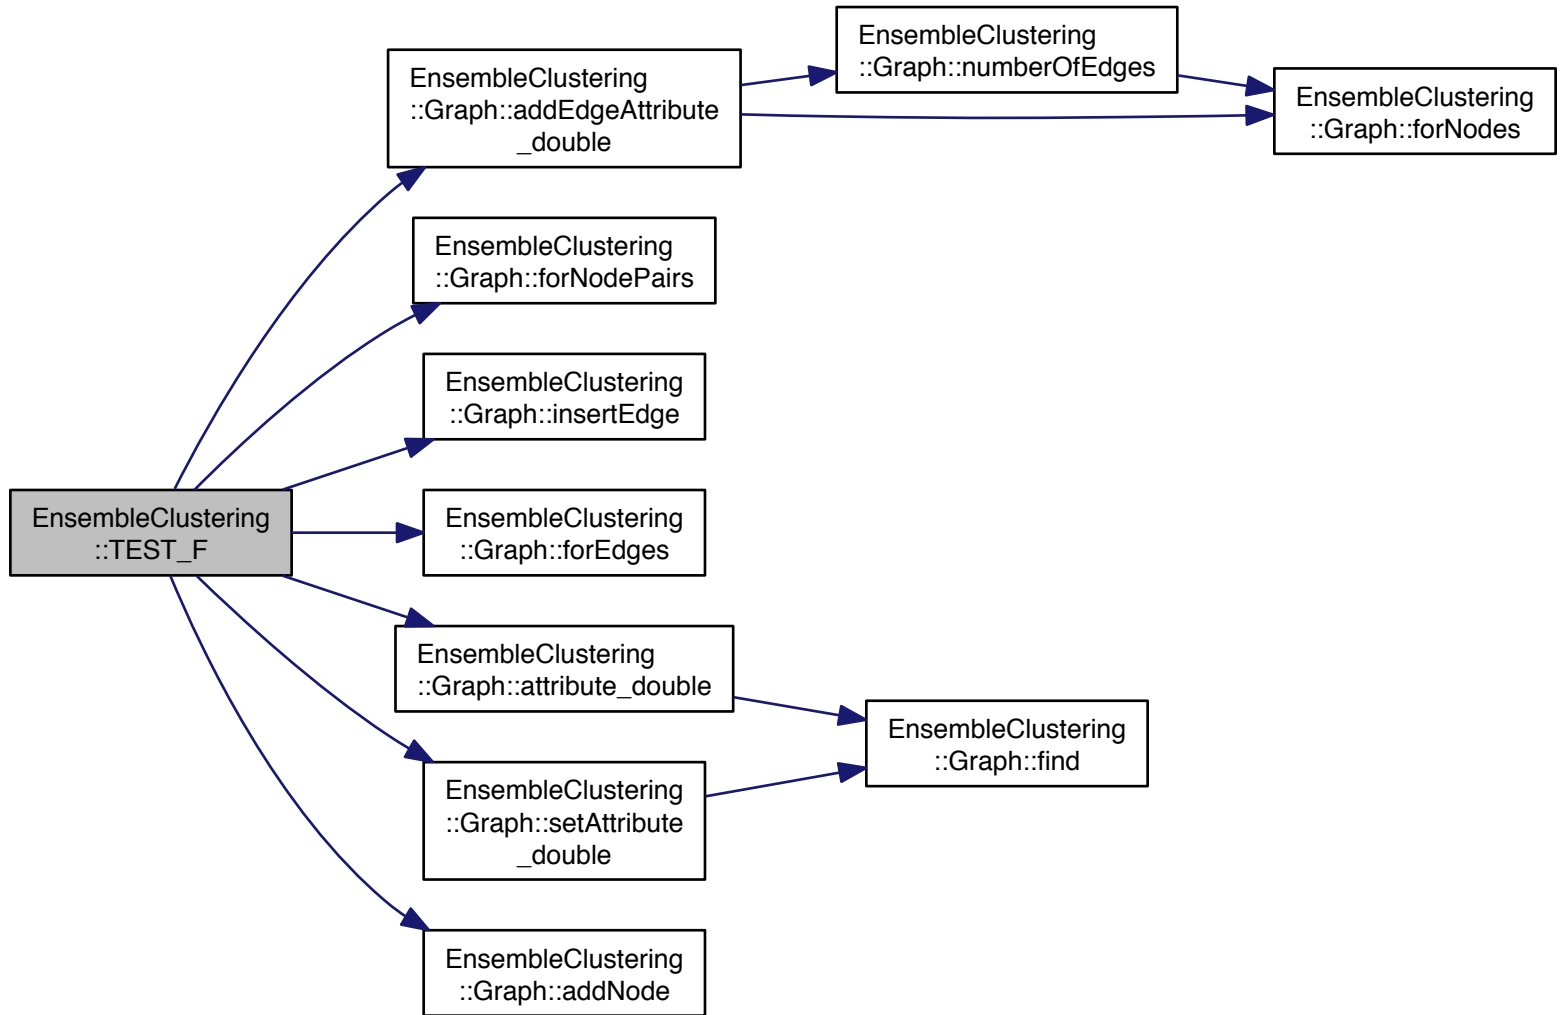 EnsembleClustering
::TEST_F
EnsembleClustering
::Graph::addEdgeAttribute
_double
EnsembleClustering
::Graph::numberOfEdges
EnsembleClustering
::Graph::forNodes
EnsembleClustering
::Graph::forNodePairs
EnsembleClustering
::Graph::insertEdge
EnsembleClustering
::Graph::forEdges
EnsembleClustering
::Graph::attribute_double
EnsembleClustering
::Graph::find
EnsembleClustering
::Graph::setAttribute
_double
EnsembleClustering
::Graph::addNode